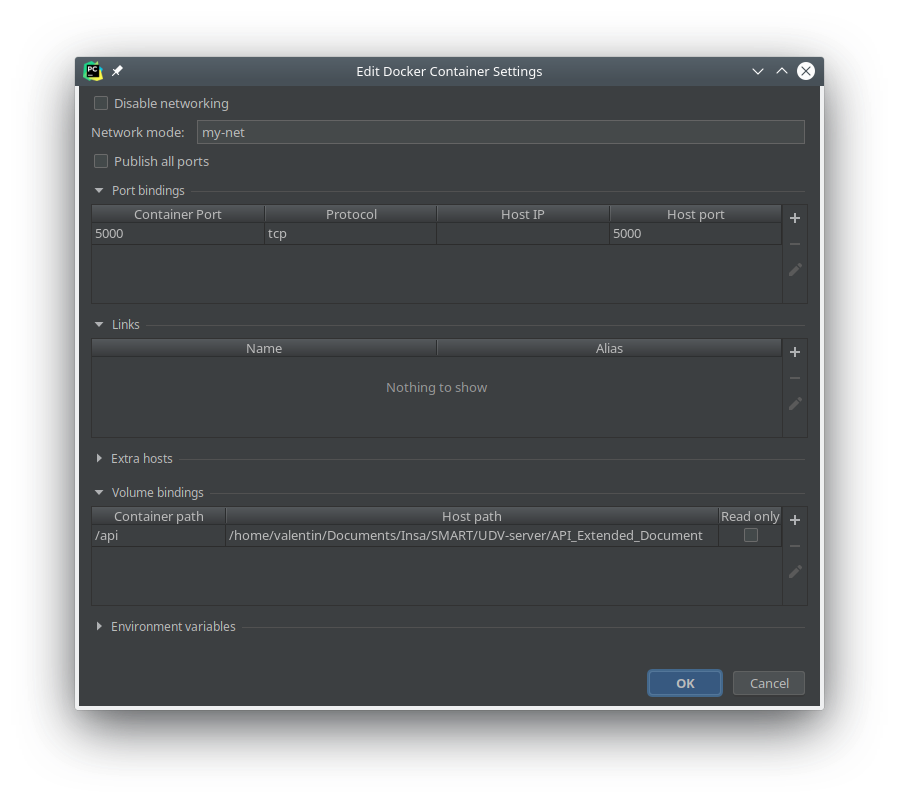 PC
Edit Docker Container Settings
Disable networking
Network mode: my-net
Publish all ports
Port bindings
Container Port Protocol Host IP Host port
5000 tcp 5000
Links
Name Alias
Nothing to show
Extra hosts
Volume bindings
Container path Host path Read only
/api /home/valentin/Documents/Insa/SMART/UDV-server/API_Extended_Document
Environment variables
OK Cancel